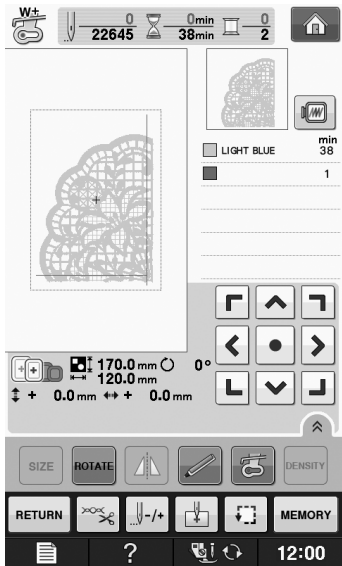 W+
0 0min 0
22645 38min 2
min
LIGHT BLUE 38
1
170.0 mm 0°
120.0 mm
+ 0.0 mm + 0.0 mm
SIZE ROTATE DENSITY
RETURN -/+ MEMORY
? 12:00